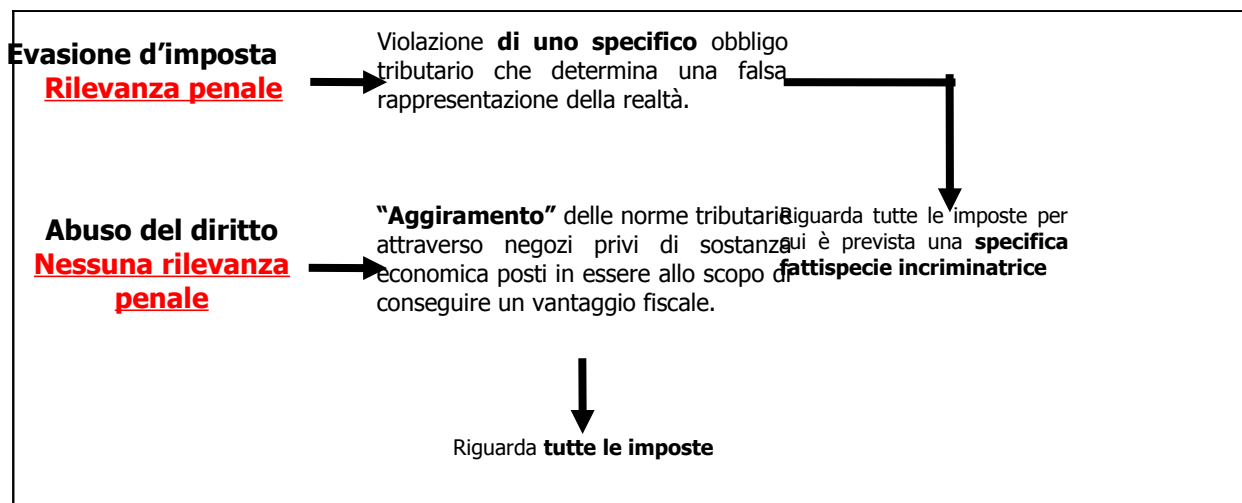 Evasione d’imposta
Rilevanza penale
Violazione di uno specifico obbligo
tributario che determina una falsa
rappresentazione della realtà.
Abuso del diritto
Nessuna rilevanza
penale
“Aggiramento” delle norme tributarie
attraverso negozi privi di sostanza
economica posti in essere allo scopo di
conseguire un vantaggio fiscale.
Riguarda tutte le imposte per
cui è prevista una specifica
fattispecie incriminatrice
Riguarda tutte le imposte